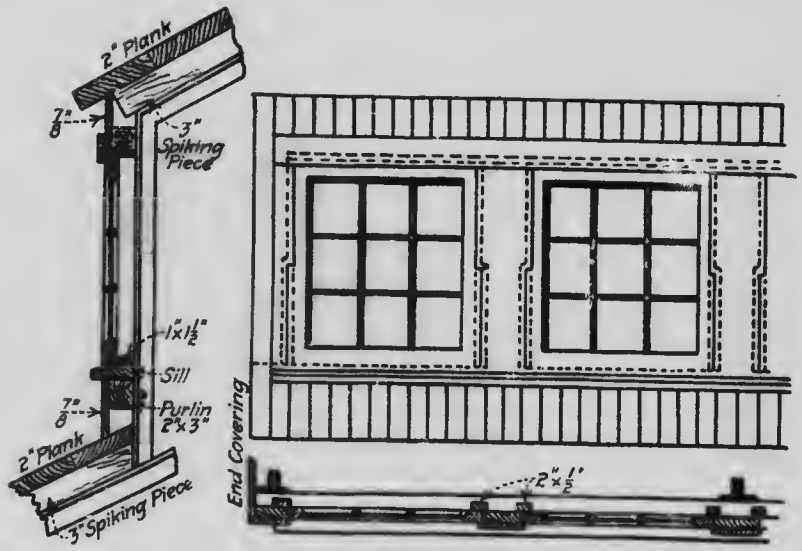 2" Plank
7/8"
3"
Spiking
Piece
1"x1½"
Sill
7/8"
Purlin
2"x3"
2" Plank
3" Spiking Piece
End Covering
2"x½"